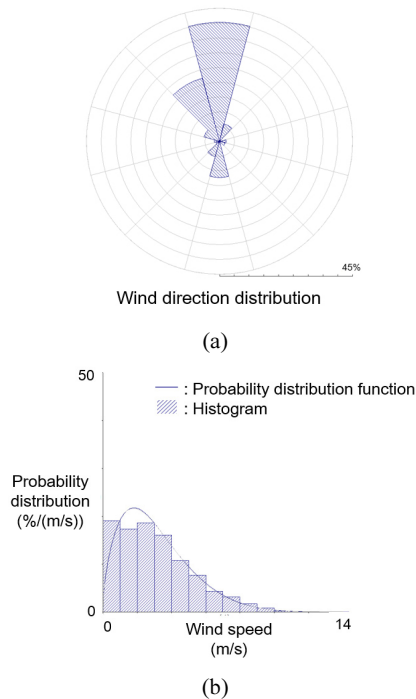 45%
Wind direction distribution
(a)
50
: Probability distribution function
: Histogram
Probability
distribution
(%/(m/s))
0
0
Wind speed
14
(m/s)
(b)